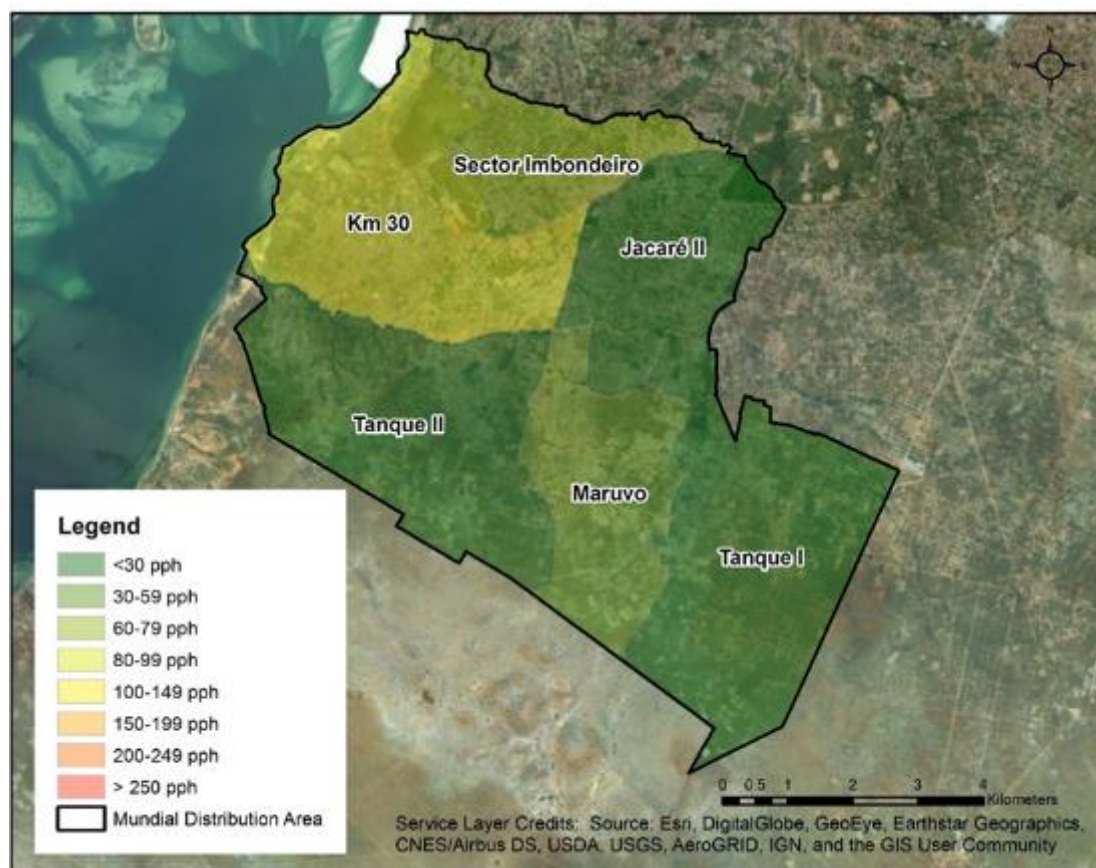 Sector Imbondeiro
Km 30
Jacaré II
Tanque II
Maruvo
Tanque I
Legend
<30 pph
30-59 pph
60-79 pph
80-99 pph
100-149 pph
150-199 pph
200-249 pph
> 250 pph
Mundial Distribution Area
0 0.5 1 2 3 4
Kilometers
Service Layer Credits: Source: Esri, DigitalGlobe, GeoEye, Earthstar Geographics,
CNES/Airbus DS, USDA, USGS, AeroGRID, IGN, and the GIS User Community